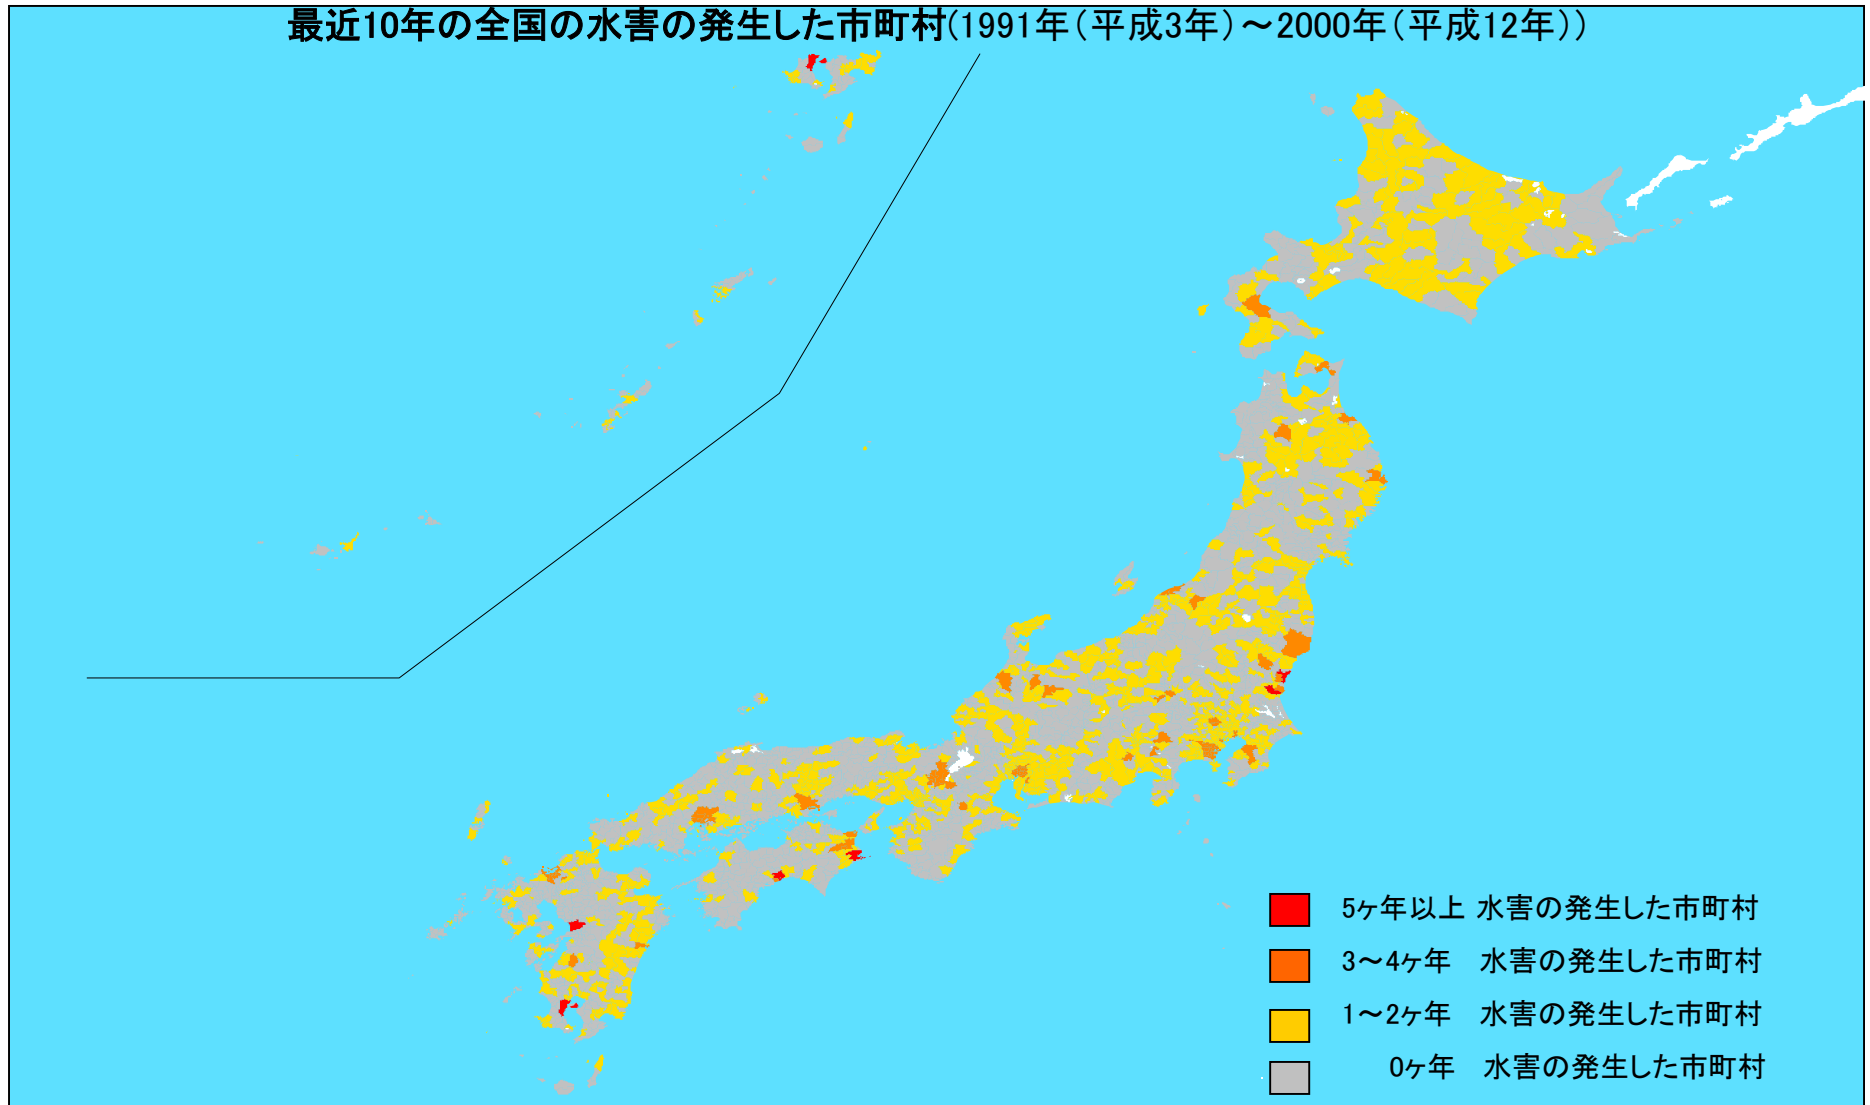 最近10年の全国の水害の発生した市町村(1991年(平成3年)～2000年(平成12年))
5ヶ年以上 水害の発生した市町村
3～4ヶ年　水害の発生した市町村
1～2ヶ年　水害の発生した市町村
0ヶ年　水害の発生した市町村